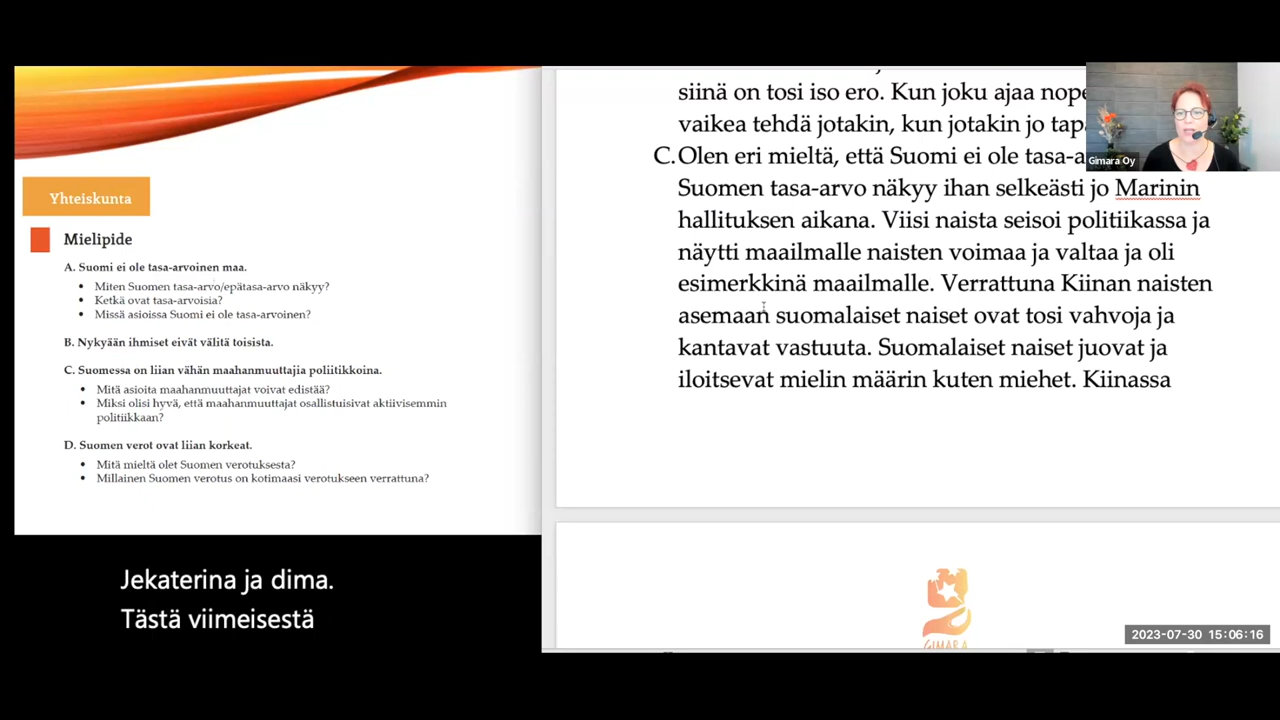 Yhteiskunta
Mielipide
A. Suomi ei ole tasa-arvoinen maa.
• Miten Suomen tasa-arvo/epätasa-arvo näkyy?
• Ketkä ovat tasa-arvoisia?
• Missä asioissa Suomi ei ole tasa-arvoinen?
B. Nykyään ihmiset eivät välitä toisista.
C. Suomessa on liian vähän maahanmuuttajia poliitikkoina.
• Mitä asioita maahanmuuttajat voivat edistää?
• Miksi olisi hyvä, että maahanmuuttajat osallistuisivat aktiivisemmin
politiikkaan?
D. Suomen verot ovat liian korkeat.
• Mitä mieltä olet Suomen verotuksesta?
• Millainen Suomen verotus on kotimaasi verotukseen verrattuna?
Jekaterina ja dima.
Tästä viimeisestä
siinä on tosi iso ero. Kun joku ajaa nope
vaikea tehdä jotakin, kun jotakin jo tapa
C. Olen eri mieltä, että Suomi ei ole tasa-a
Suomen tasa-arvo näkyy ihan selkeästi jo Marinin
hallituksen aikana. Viisi naista seisoi politiikassa ja
näytti maailmalle naisten voimaa ja valtaa ja oli
esimerkkinä maailmalle. Verrattuna Kiinan naisten
asemaan suomalaiset naiset ovat tosi vahvoja ja
kantavat vastuuta. Suomalaiset naiset juovat ja
iloitsevat mielin määrin kuten miehet. Kiinassa
Gimara Oy
GIMARA
2023-07-30 15:06:16